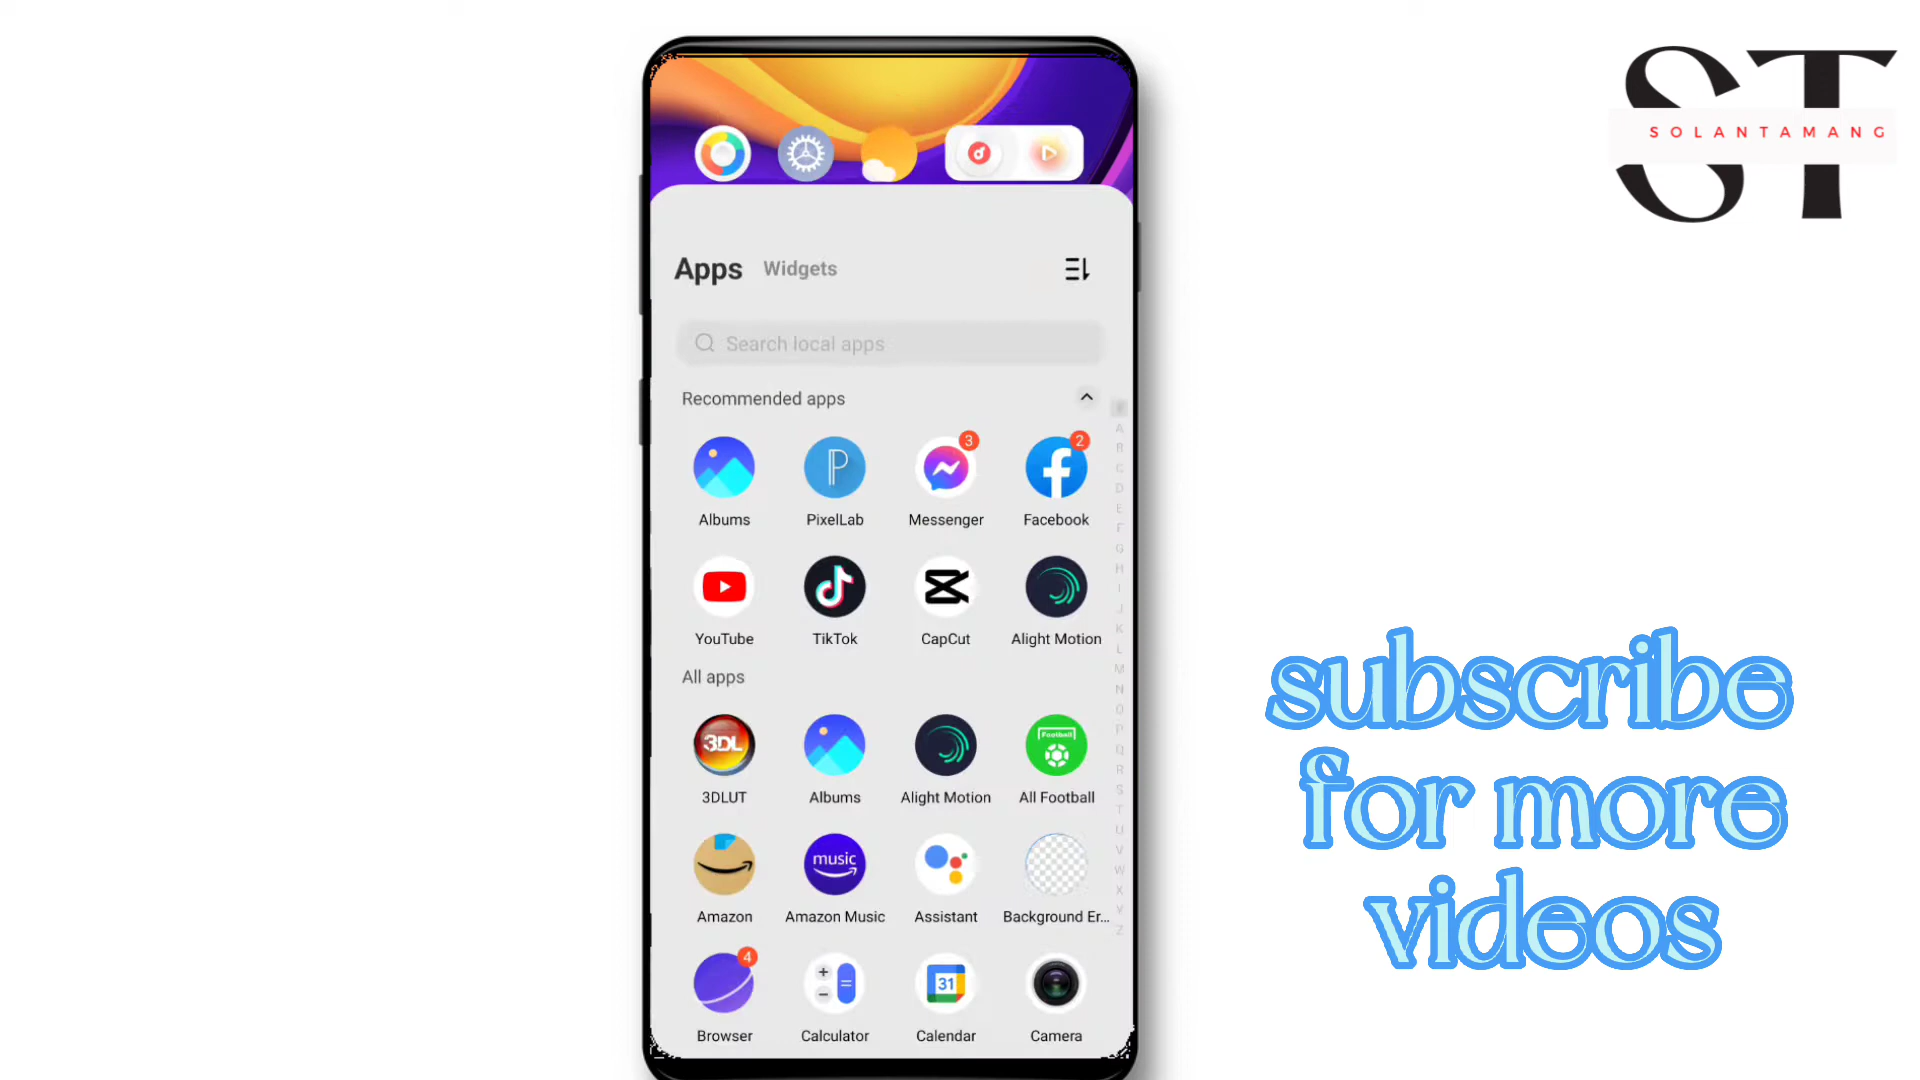 ST
SOLANTAMANG
Apps Widgets
Search local apps
Recommended apps
3 2
Albums PixelLab Messenger Facebook
YouTube TikTok CapCut Alight Motion
All apps
3DL Football
3DLUT Albums Alight Motion All Football
music
Amazon Amazon Music Assistant Background Er...
4 31
Browser Calculator Calendar Camera
A
B
C
D
E
F
G
H
I
J
K
L
M
N
O
P
Q
R
S
T
U
V
W
X
Y
Z
subscribe
for more
videos